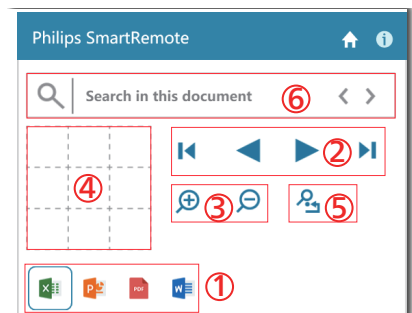 Philips SmartRemote
Search in this document
⑥
②
④
③
⑤
X
P
PDF
W
①